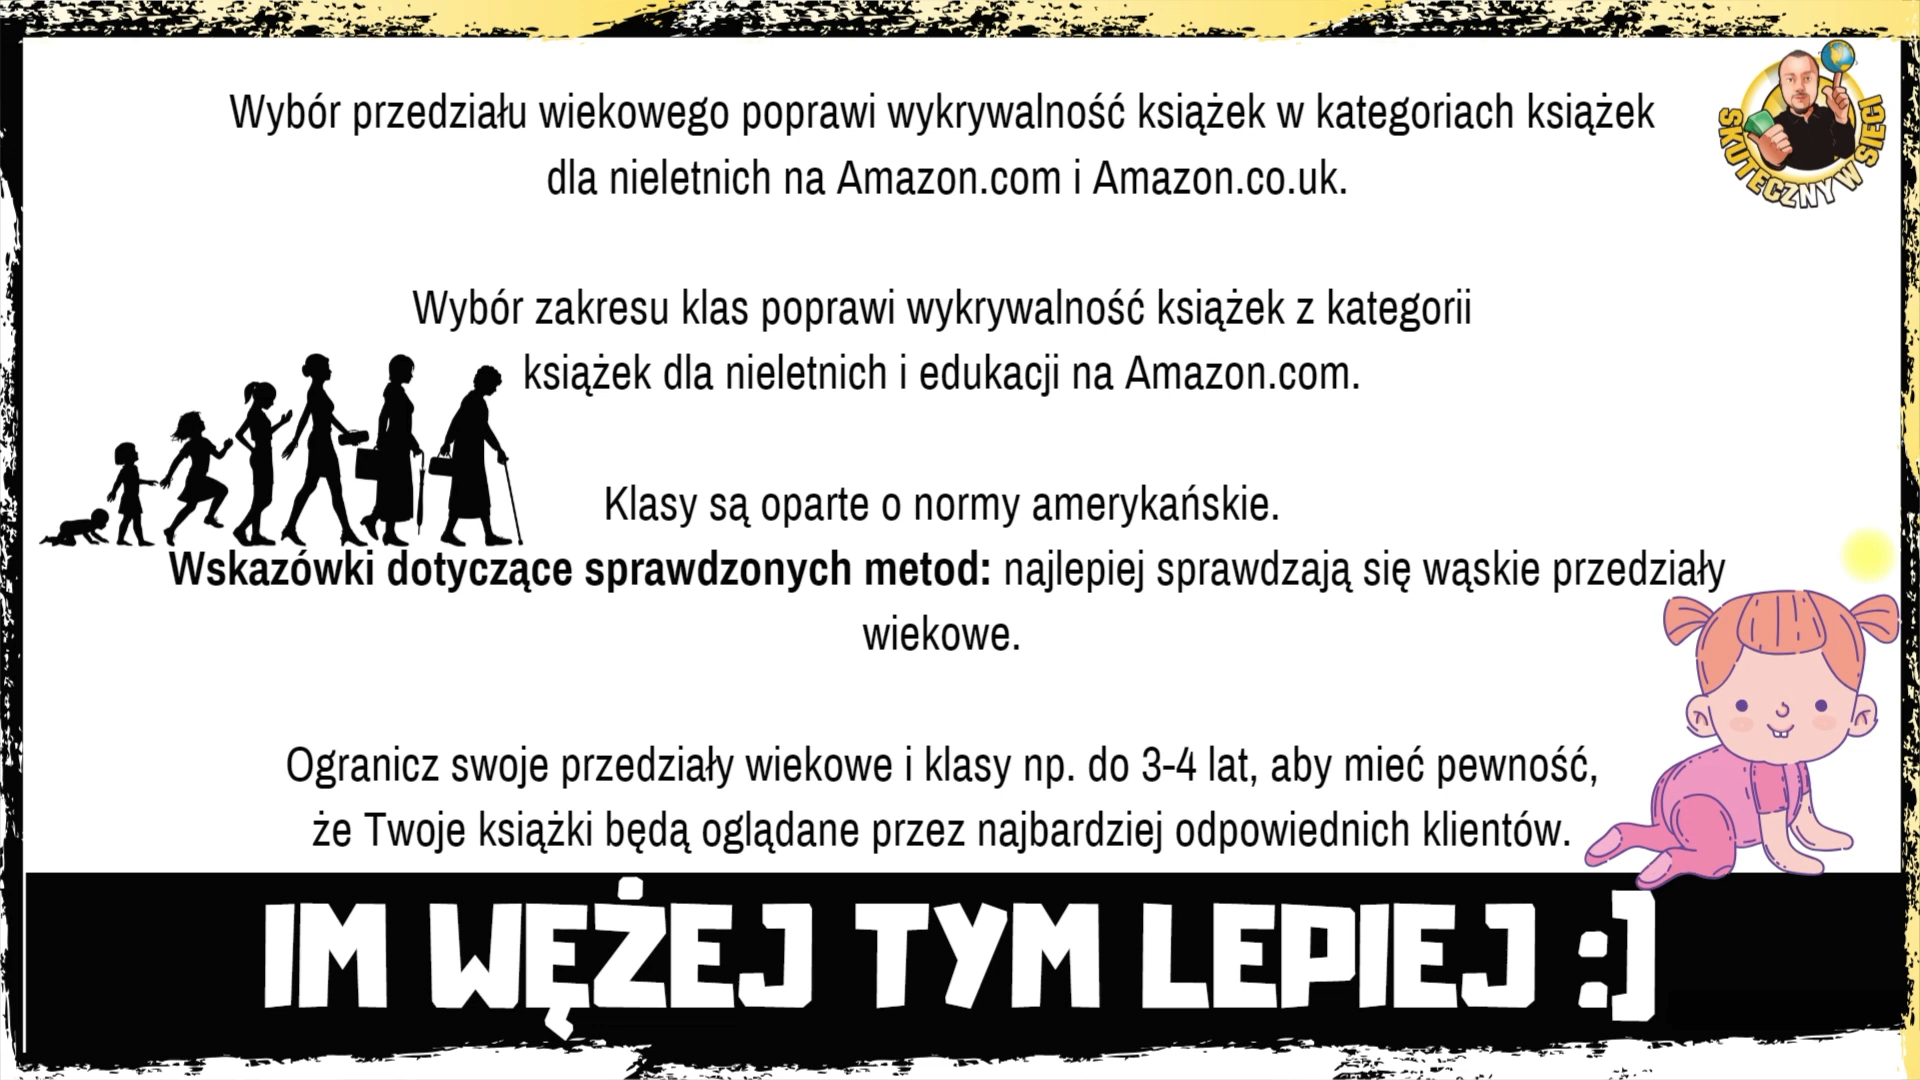 Wybór przedziału wiekowego poprawi wykrywalność książek w kategoriach książek
dla nieletnich na Amazon.com i Amazon.co.uk.
SKUTECZNY W SIECI
Wybór zakresu klas poprawi wykrywalność książek z kategorii
książek dla nieletnich i edukacji na Amazon.com.
Klasy są oparte o normy amerykańskie.
Wskazówki dotyczące sprawdzonych metod: najlepiej sprawdzają się wąskie przedziały
wiekowe.
Ogranicz swoje przedziały wiekowe i klasy np. do 3-4 lat, aby mieć pewność,
że Twoje książki będą oglądane przez najbardziej odpowiednich klientów.
IM WĘŻEJ TYM LEPIEJ :)